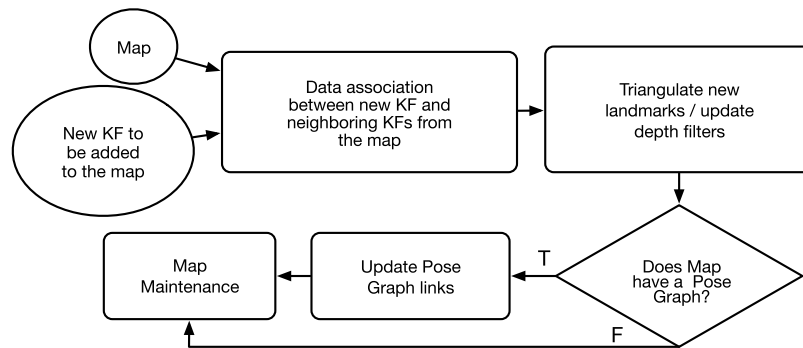 Map
New KF to
be added
to the map
Data association
between new KF and
neighboring KFs from
the map
Triangulate new
landmarks / update
depth filters
Does Map
have a Pose
Graph?
T
F
Update Pose
Graph links
Map
Maintenance